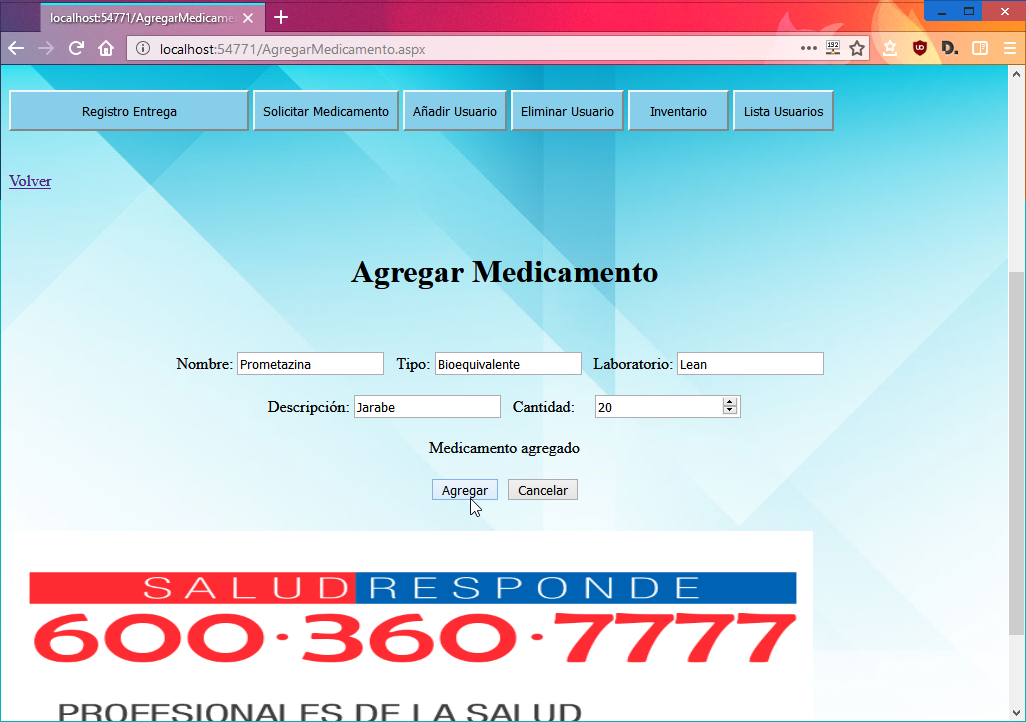 localhost:54771/AgregarMedicame
localhost:54771/AgregarMedicamento.aspx
192
D.
Registro Entrega
Solicitar Medicamento
Añadir Usuario
Eliminar Usuario
Inventario
Lista Usuarios
Volver
Agregar Medicamento
Nombre: Prometazina Tipo: Bioequivalente Laboratorio: Lean
Descripción: Jarabe Cantidad: 20
Medicamento agregado
Agregar Cancelar
SALUD RESPONDE
600·360·7777
PROFESIONALES DE LA SALUD